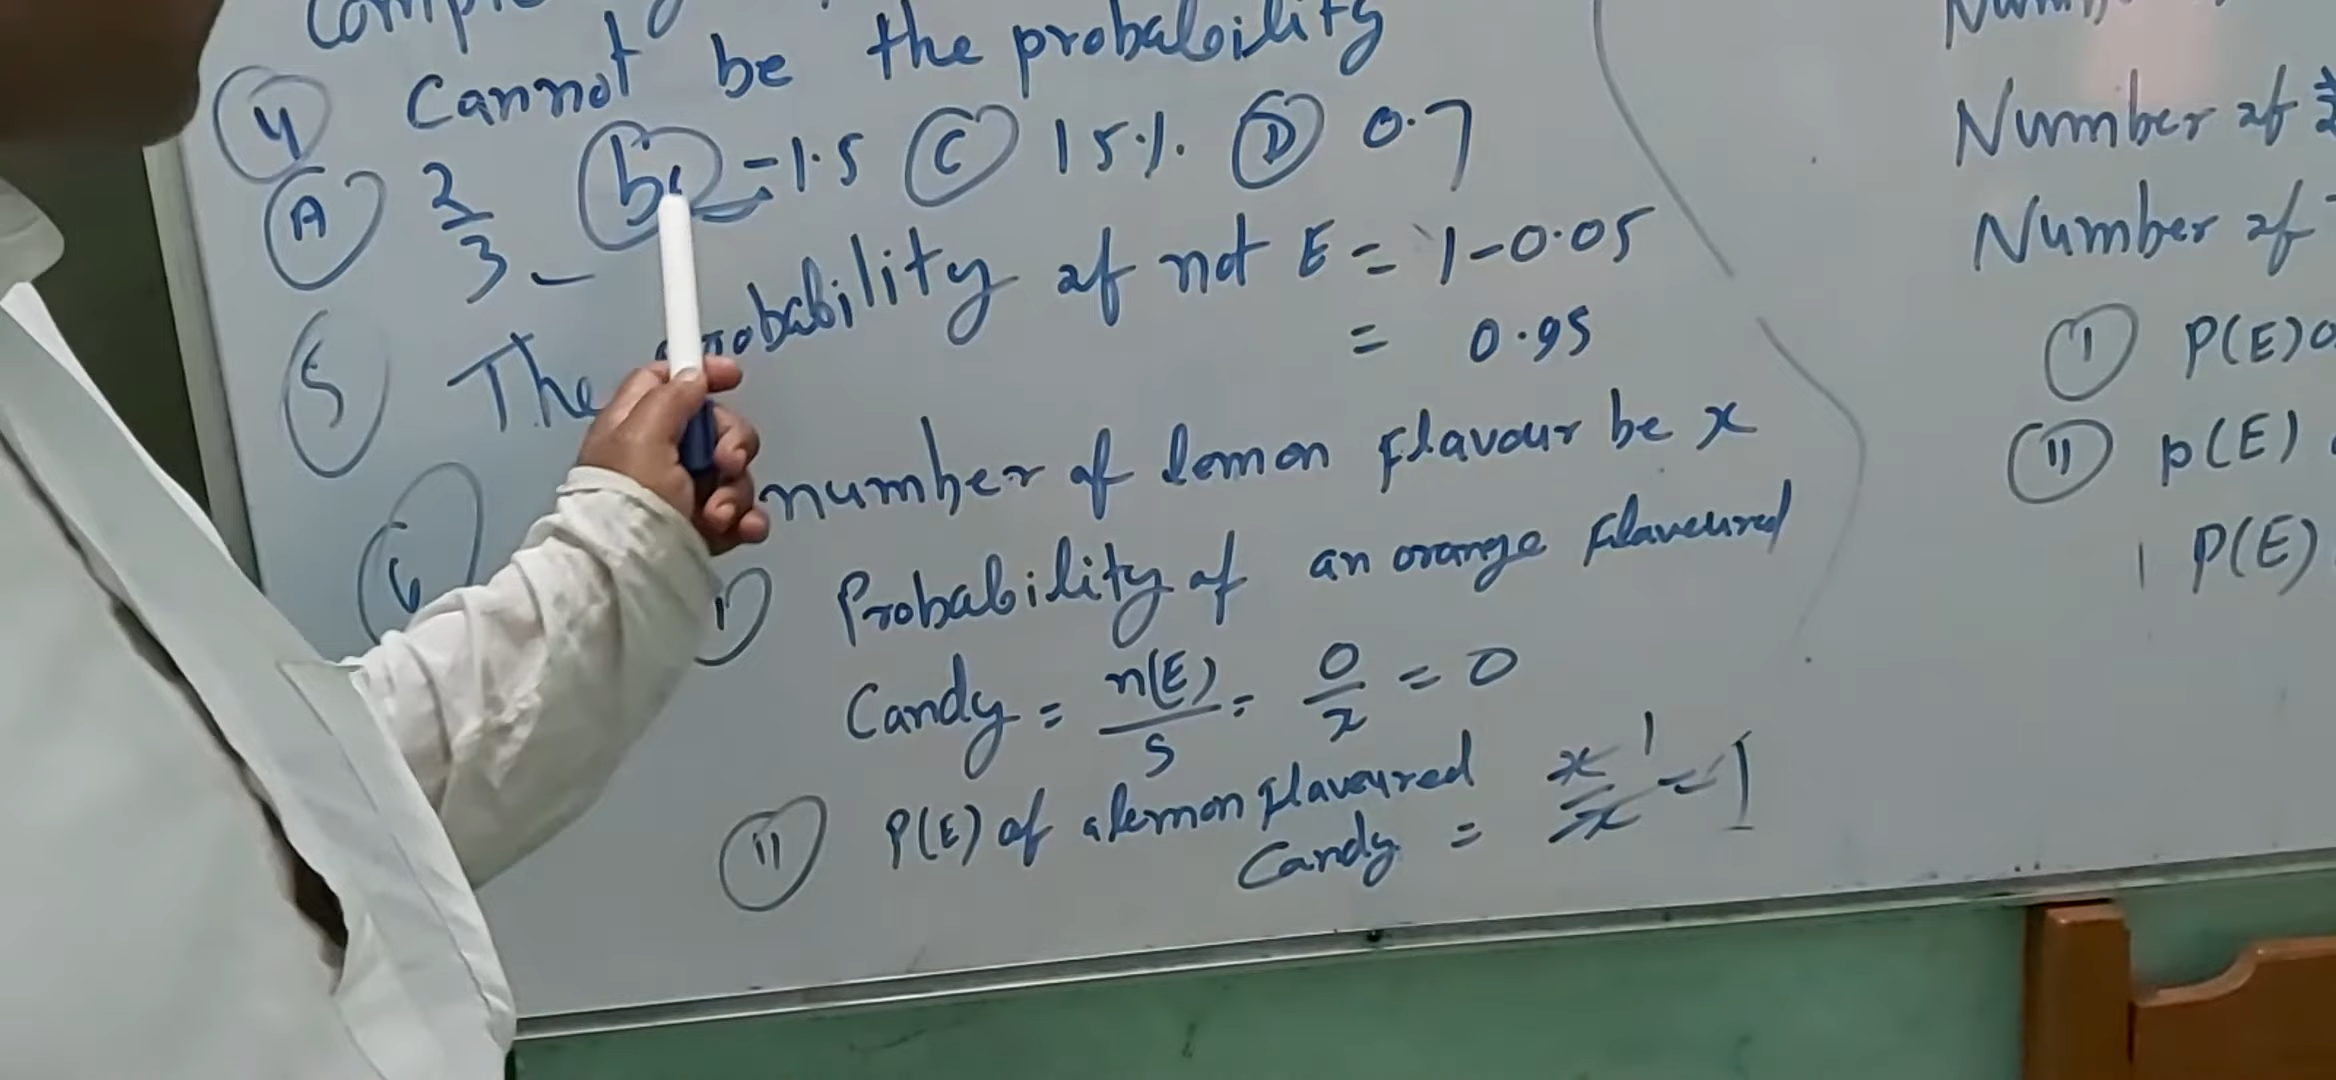 ④ Cannot be the probability
Ⓐ 2/3 ⓑ -1.5 Ⓒ 15% Ⓓ 0.7
⑤ The probability of not E = 1-0.05
= 0.95
⑥ number of lemon flavour be x
Ⓘ Probability of an orange flavoured
Candy = n(E)/S = 0/x = 0
ⓘⓘ P(E) of a lemon flavoured
Candy = x/x 1 = 1
Number of
Number of
Ⓘ P(E)
ⓘⓘ P(E)
P(E)